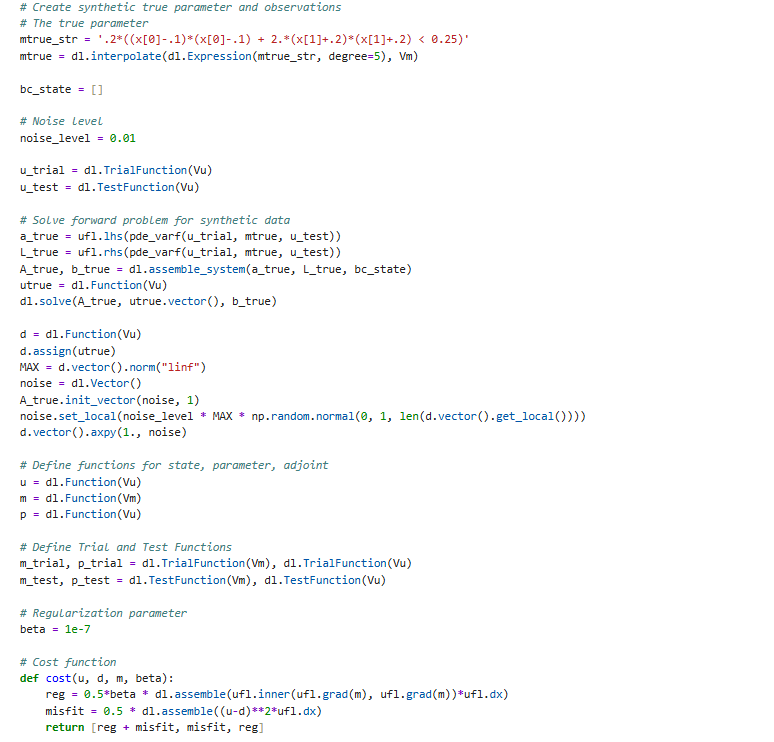 # Create synthetic true parameter and observations
# The true parameter
mtrue_str = '.2*((x[0]-.1)*(x[0]-.1) + 2.*(x[1]+.2)*(x[1]+.2) < 0.25)'
mtrue = dl.interpolate(dl.Expression(mtrue_str, degree=5), Vm)

bc_state = []

# Noise level
noise_level = 0.01

u_trial = dl.TrialFunction(Vu)
u_test = dl.TestFunction(Vu)

# Solve forward problem for synthetic data
a_true = ufl.lhs(pde_varf(u_trial, mtrue, u_test))
L_true = ufl.rhs(pde_varf(u_trial, mtrue, u_test))
A_true, b_true = dl.assemble_system(a_true, L_true, bc_state)
utrue = dl.Function(Vu)
dl.solve(A_true, utrue.vector(), b_true)

d = dl.Function(Vu)
d.assign(utrue)
MAX = d.vector().norm("linf")
noise = dl.Vector()
A_true.init_vector(noise, 1)
noise.set_local(noise_level * MAX * np.random.normal(0, 1, len(d.vector().get_local())))
d.vector().axpy(1., noise)

# Define functions for state, parameter, adjoint
u = dl.Function(Vu)
m = dl.Function(Vm)
p = dl.Function(Vu)

# Define Trial and Test Functions
m_trial, p_trial = dl.TrialFunction(Vm), dl.TrialFunction(Vu)
m_test, p_test = dl.TestFunction(Vm), dl.TestFunction(Vu)

# Regularization parameter
beta = 1e-7

# Cost function
def cost(u, d, m, beta):
    reg = 0.5*beta * dl.assemble(ufl.inner(ufl.grad(m), ufl.grad(m))*ufl.dx)
    misfit = 0.5 * dl.assemble((u-d)**2*ufl.dx)
    return [reg + misfit, misfit, reg]